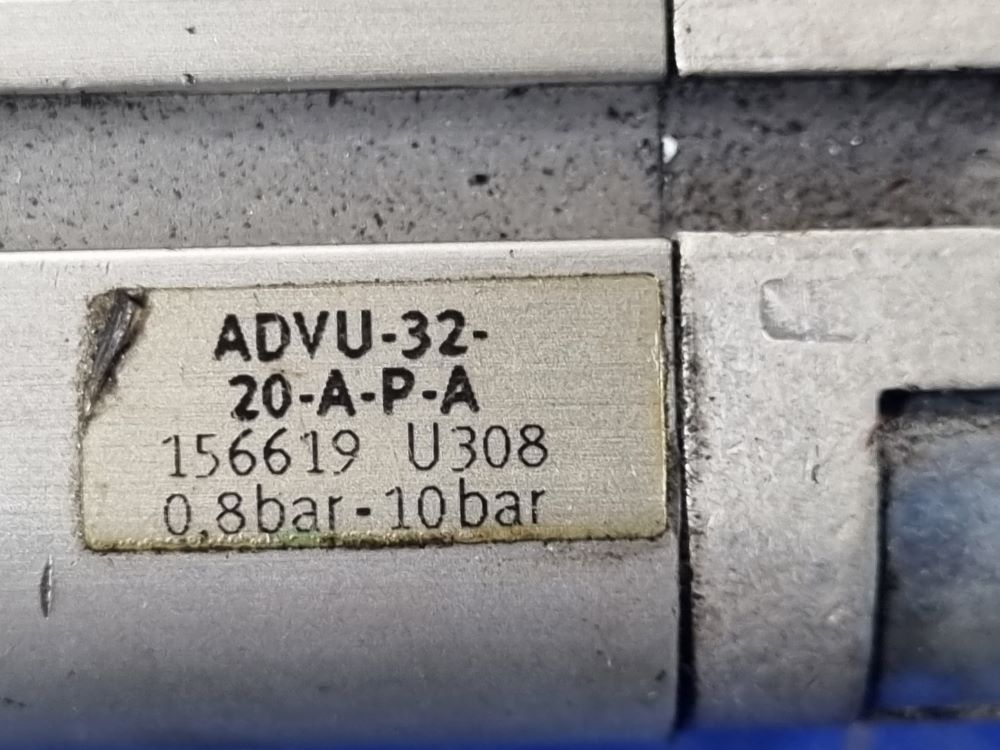 ADVU-32-
20-A-P-A
156619 U308
0,8bar-10bar